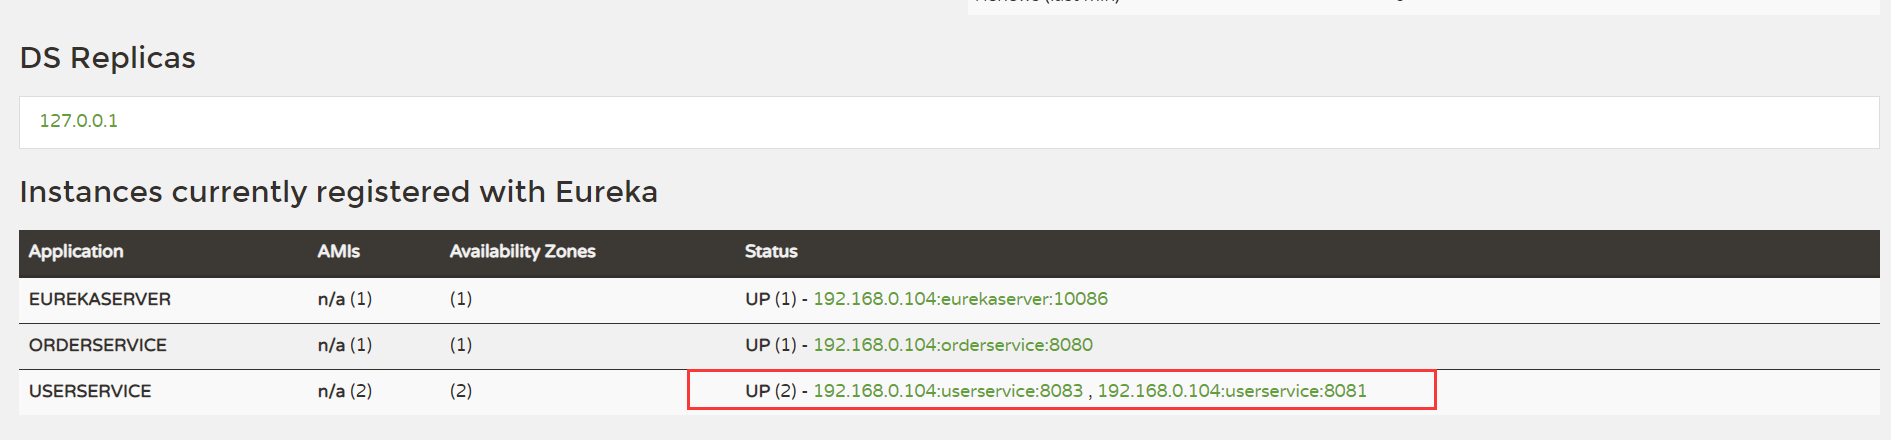 DS Replicas
127.0.0.1
Instances currently registered with Eureka
Application AMIs Availability Zones Status
EUREKASERVER n/a (1) (1) UP (1) - 192.168.0.104:eurekaserver:10086
ORDERSERVICE n/a (1) (1) UP (1) - 192.168.0.104:orderservice:8080
USERSERVICE n/a (2) (2) UP (2) - 192.168.0.104:userservice:8083 , 192.168.0.104:userservice:8081